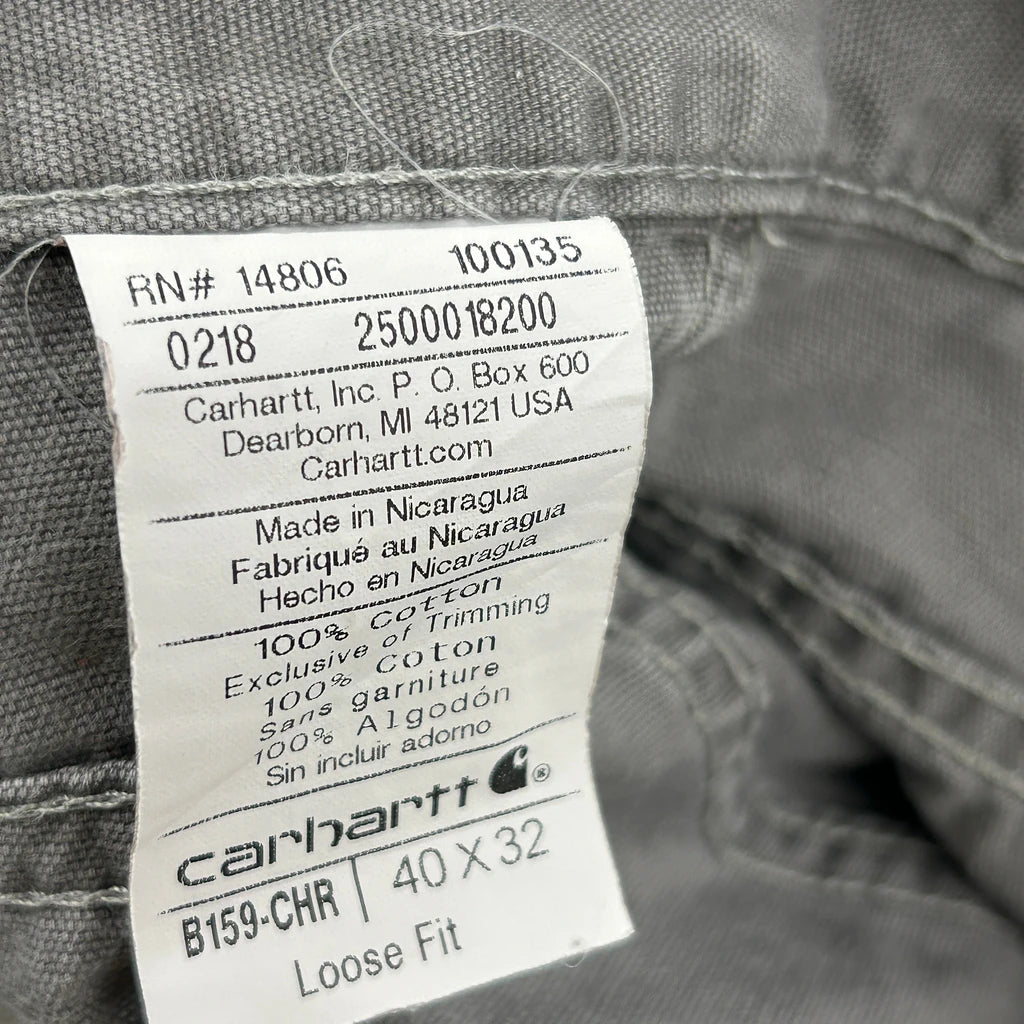 RN# 14806 100135
0218 2500018200
Carhartt, Inc. P. O. Box 600
Dearborn, MI 48121 USA
Carhartt.com
Made in Nicaragua
Fabriqué au Nicaragua
Hecho en Nicaragua
100% Cotton
Exclusive of Trimming
100% Coton
Sans garniture
100% Algodón
Sin incluir adorno
carhartt ®
B159-CHR | 40 X 32
Loose Fit